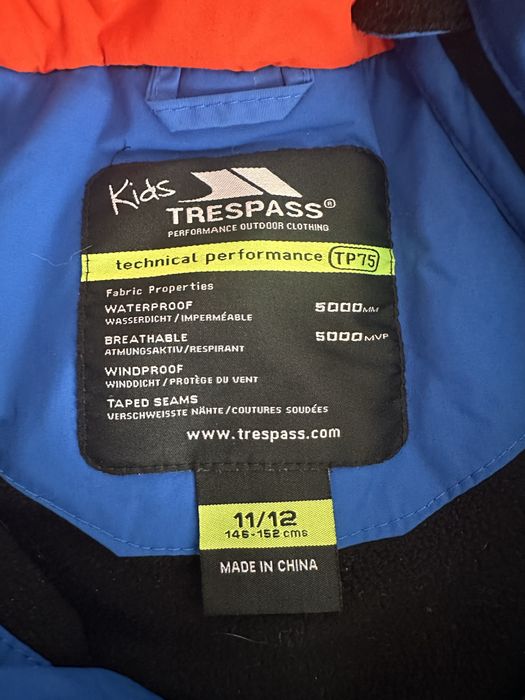 Kids
TRESPASS®
PERFORMANCE OUTDOOR CLOTHING
technical performance TP75
Fabric Properties
WATERPROOF 5000MM
WASSERDICHT/IMPERMÉABLE
BREATHABLE 5000MVP
ATMUNGSAKTIV/RESPIRANT
WINDPROOF
WINDDICHT/PROTÈGE DU VENT
TAPED SEAMS
VERSCHWEISSTE NÄHTE/COUTURES SOUDÉES
www.trespass.com
11/12
146-152 cms
MADE IN CHINA